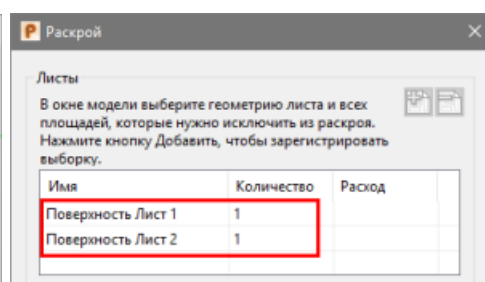 Раскрой
Листы
В окне модели выберите геометрию листа и всех
площадей, которые нужно исключить из раскроя.
Нажмите кнопку Добавить, чтобы зарегистрировать
выборку.
Имя Количество Расход
Поверхность Лист 1 1
Поверхность Лист 2 1